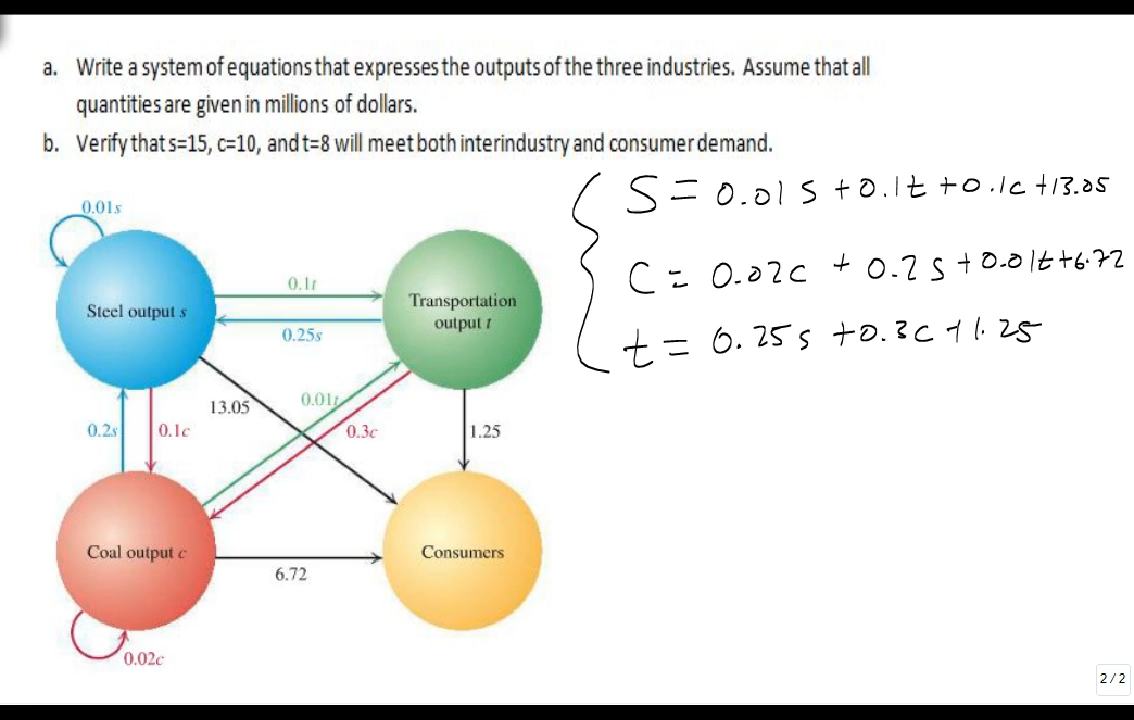 a. Write a system of equations that expresses the outputs of the three industries. Assume that all
quantities are given in millions of dollars.
b. Verify that s=15, c=10, and t=8 will meet both interindustry and consumer demand.
S = 0.01 S + 0.1t + 0.1c + 13.05
C = 0.02c + 0.2 S + 0.01t + 6.72
t = 0.25 s + 0.3 C + 1.25
0.01s
Steel output s
0.1t
0.25s
Transportation
output t
13.05
0.01t
0.2s
0.1c
0.3c
1.25
Coal output c
6.72
Consumers
0.02c
2/2